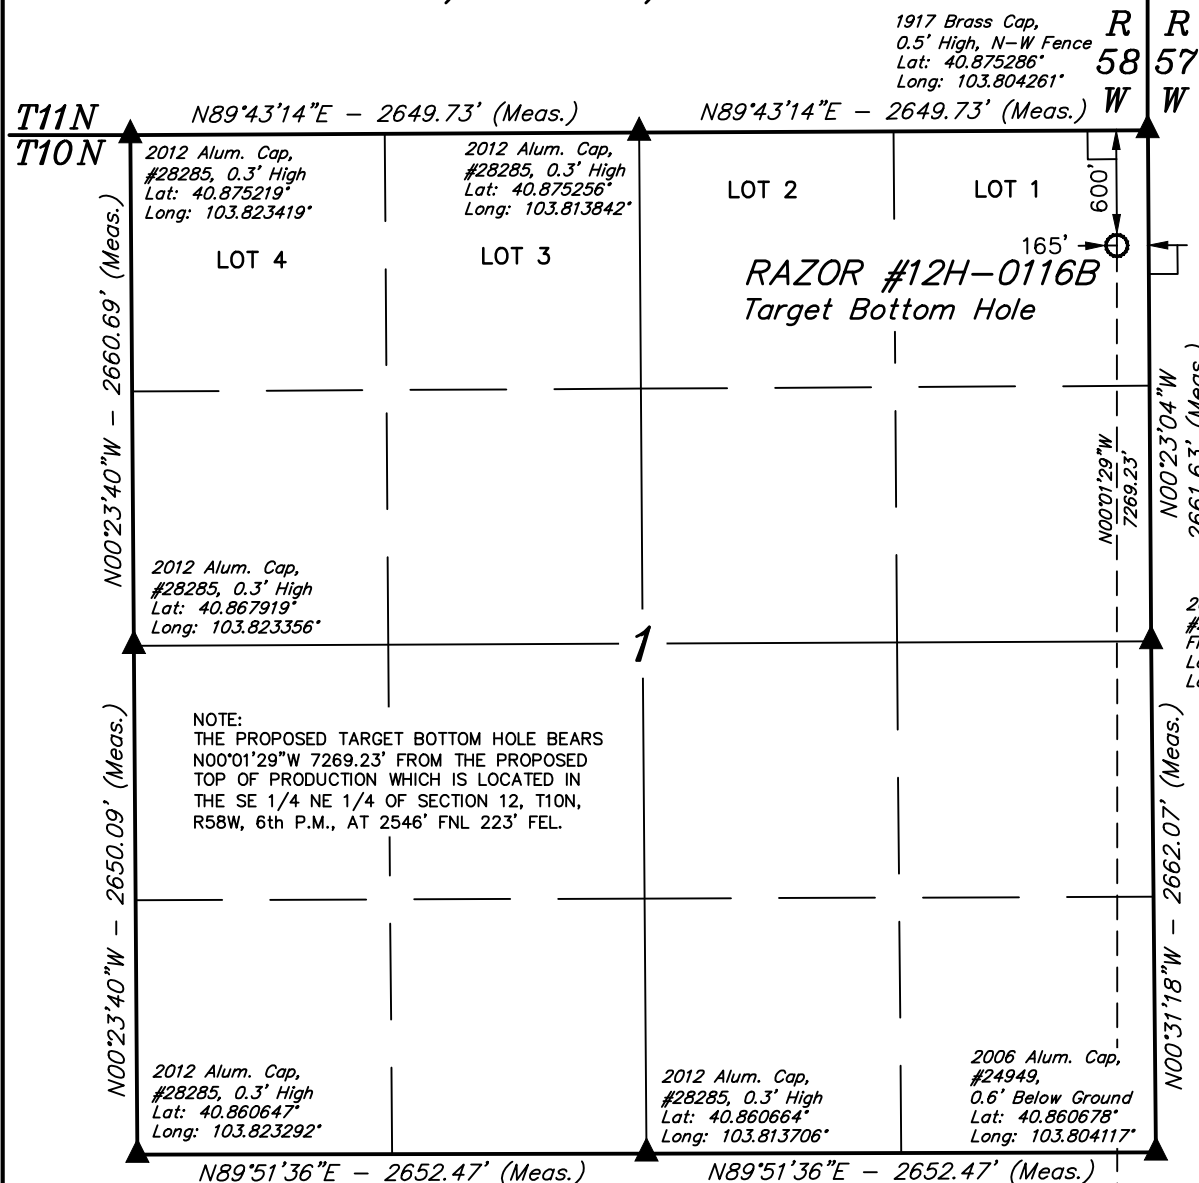 1917 Brass Cap,
0.5' High, N-W Fence
Lat: 40.875286°
Long: 103.804261°
R R
58 57
W W
T11N
T10N
N89°43'14"E - 2649.73' (Meas.)
N89°43'14"E - 2649.73' (Meas.)
2012 Alum. Cap,
#28285, 0.3' High
Lat: 40.875219°
Long: 103.823419°
2012 Alum. Cap,
#28285, 0.3' High
Lat: 40.875256°
Long: 103.813842°
LOT 2
LOT 1
600'
LOT 4
LOT 3
165'
RAZOR #12H-0116B
Target Bottom Hole
N00°23'40"W - 2660.69' (Meas.)
N00°01'29"W
7269.23'
N00°23'04"W
2661.63' (Meas.)
2012 Alum. Cap,
#28285, 0.3' High
Lat: 40.867919°
Long: 103.823356°
1
NOTE:
THE PROPOSED TARGET BOTTOM HOLE BEARS
N00°01'29"W 7269.23' FROM THE PROPOSED
TOP OF PRODUCTION WHICH IS LOCATED IN
THE SE 1/4 NE 1/4 OF SECTION 12, T10N,
R58W, 6th P.M., AT 2546' FNL 223' FEL.
N00°23'40"W - 2650.09' (Meas.)
N00°31'18"W - 2662.07' (Meas.)
2012 Alum. Cap,
#28285, 0.3' High
Lat: 40.860647°
Long: 103.823292°
2012 Alum. Cap,
#28285, 0.3' High
Lat: 40.860664°
Long: 103.813706°
2006 Alum. Cap,
#24949,
0.6' Below Ground
Lat: 40.860678°
Long: 103.804117°
N89°51'36"E - 2652.47' (Meas.)
N89°51'36"E - 2652.47' (Meas.)